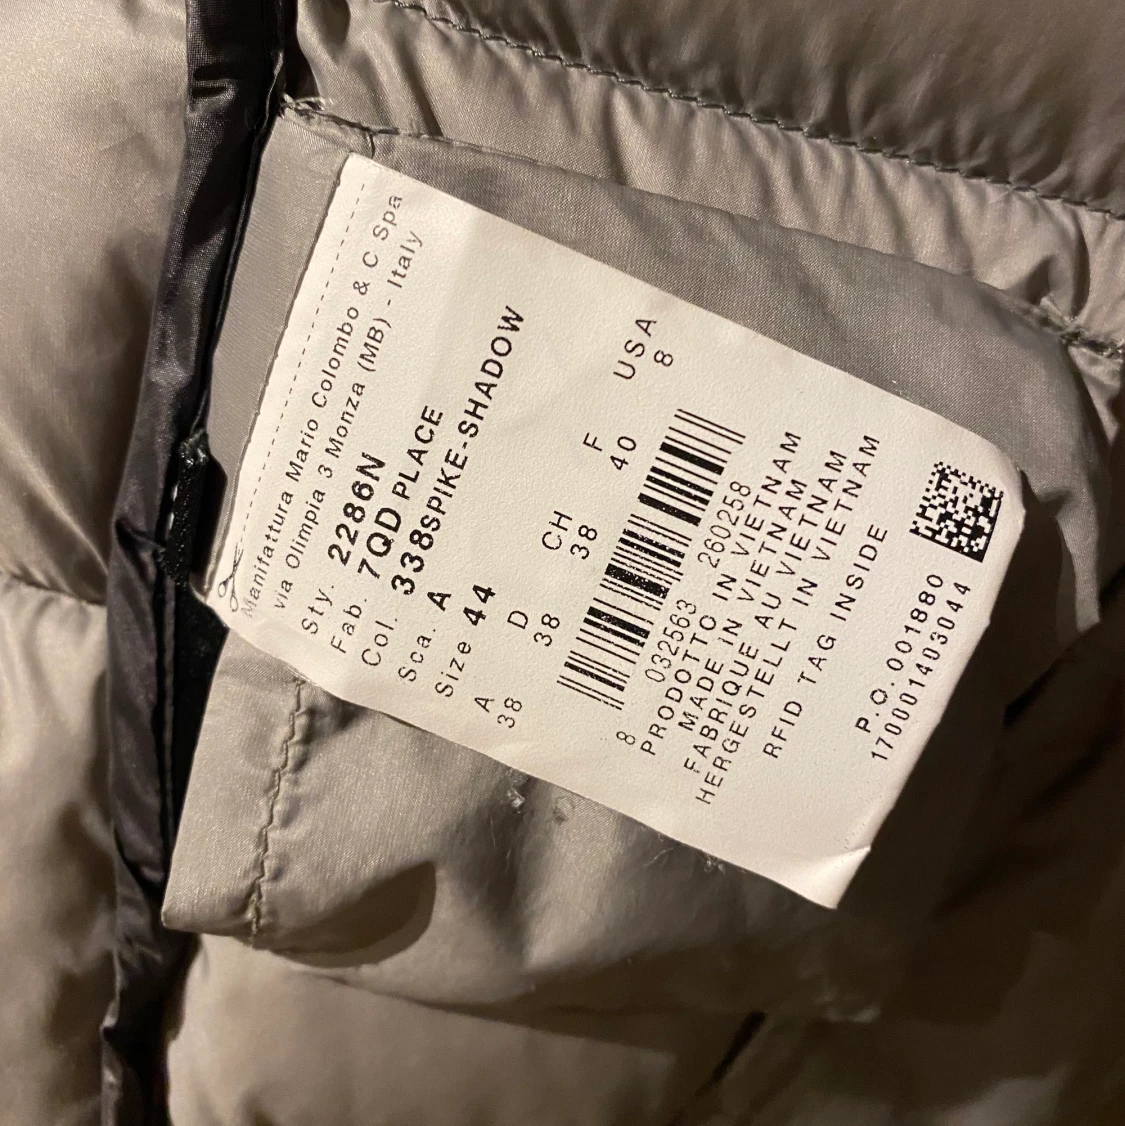 Manifattura Mario Colombo & C Spa
via Olimpia 3 Monza (MB) - Italy
Sty. 2286N
Fab. 7QD PLACE
Col. 338SPIKE-SHADOW
Sca. A
Size 44
A D CH F USA
38 38 38 40 8
8 032563 260258
PRODOTTO IN VIETNAM
MADE IN VIETNAM
FABRIQUE AU VIETNAM
HERGESTELLT IN VIETNAM
RFID TAG INSIDE
P.O. 001880
1700001403044